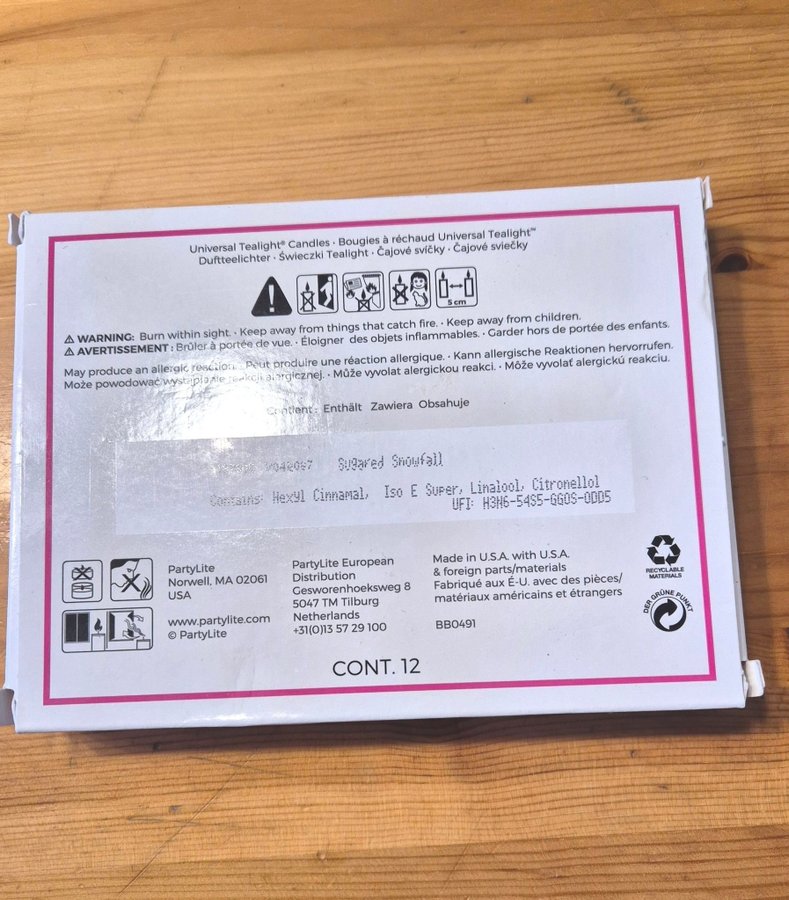 Universal Tealight® Candles · Bougies à réchaud Universal Tealight™
Duftteelichter · Świeczki Tealight · Čajové svíčky · Čajové sviečky
5 cm
⚠ WARNING: Burn within sight. · Keep away from things that catch fire. · Keep away from children.
⚠ AVERTISSEMENT : Brûler à portée de vue. · Éloigner des objets inflammables. · Garder hors de portée des enfants.
May produce an allergic reaction. · Peut produire une réaction allergique. · Kann allergische Reaktionen hervorrufen.
Może powodować wystąpienie reakcji alergicznej. · Může vyvolat alergickou reakci. · Môže vyvolať alergickú reakciu.
Contient: Enthält Zawiera Obsahuje
Sugared Snowfall
Contains: Hexyl Cinnamal, Iso E Super, Linalool, Citronellol
UFI: H3H6-54S5-GG0S-0DD5
PartyLite
Norwell, MA 02061
USA
www.partylite.com
© PartyLite
PartyLite European
Distribution
Gesworenhoeksweg 8
5047 TM Tilburg
Netherlands
+31(0)13 57 29 100
Made in U.S.A. with U.S.A.
& foreign parts/materials
Fabriqué aux É-U. avec des pièces/
matériaux américains et étrangers
BB0491
RECYCLABLE
MATERIALS
DER GRÜNE PUNKT
CONT. 12